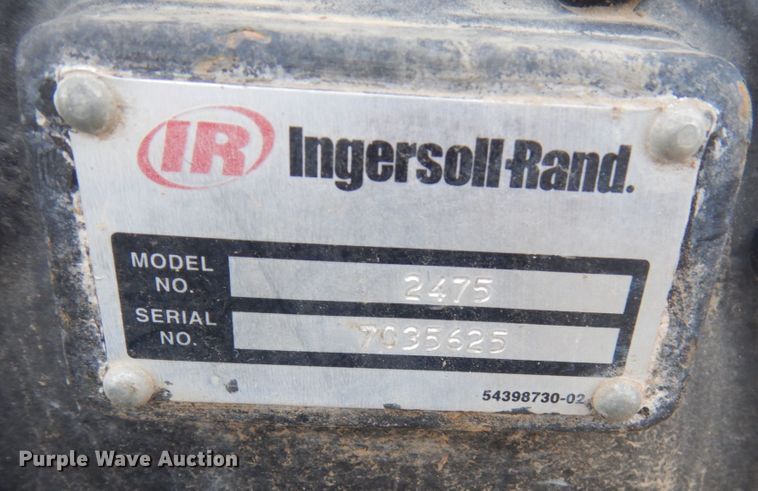 IR Ingersoll-Rand.
MODEL NO. 2475
SERIAL NO. 7035625
54398730-02
Purple Wave Auction